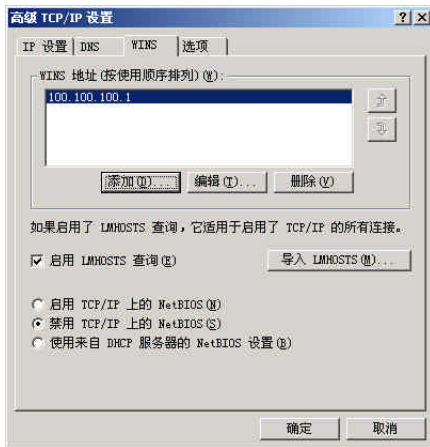 高级 TCP/IP 设置
IP 设置 DNS WINS 选项
WINS 地址(按使用顺序排列)(W):
100.100.100.1
添加(D)... 编辑(T)... 删除(V)
如果启用了 LMHOSTS 查询，它适用于启用了 TCP/IP 的所有连接。
启用 LMHOSTS 查询(E) 导入 LMHOSTS(M)...
启用 TCP/IP 上的 NetBIOS(N)
禁用 TCP/IP 上的 NetBIOS(S)
使用来自 DHCP 服务器的 NetBIOS 设置(B)
确定 取消